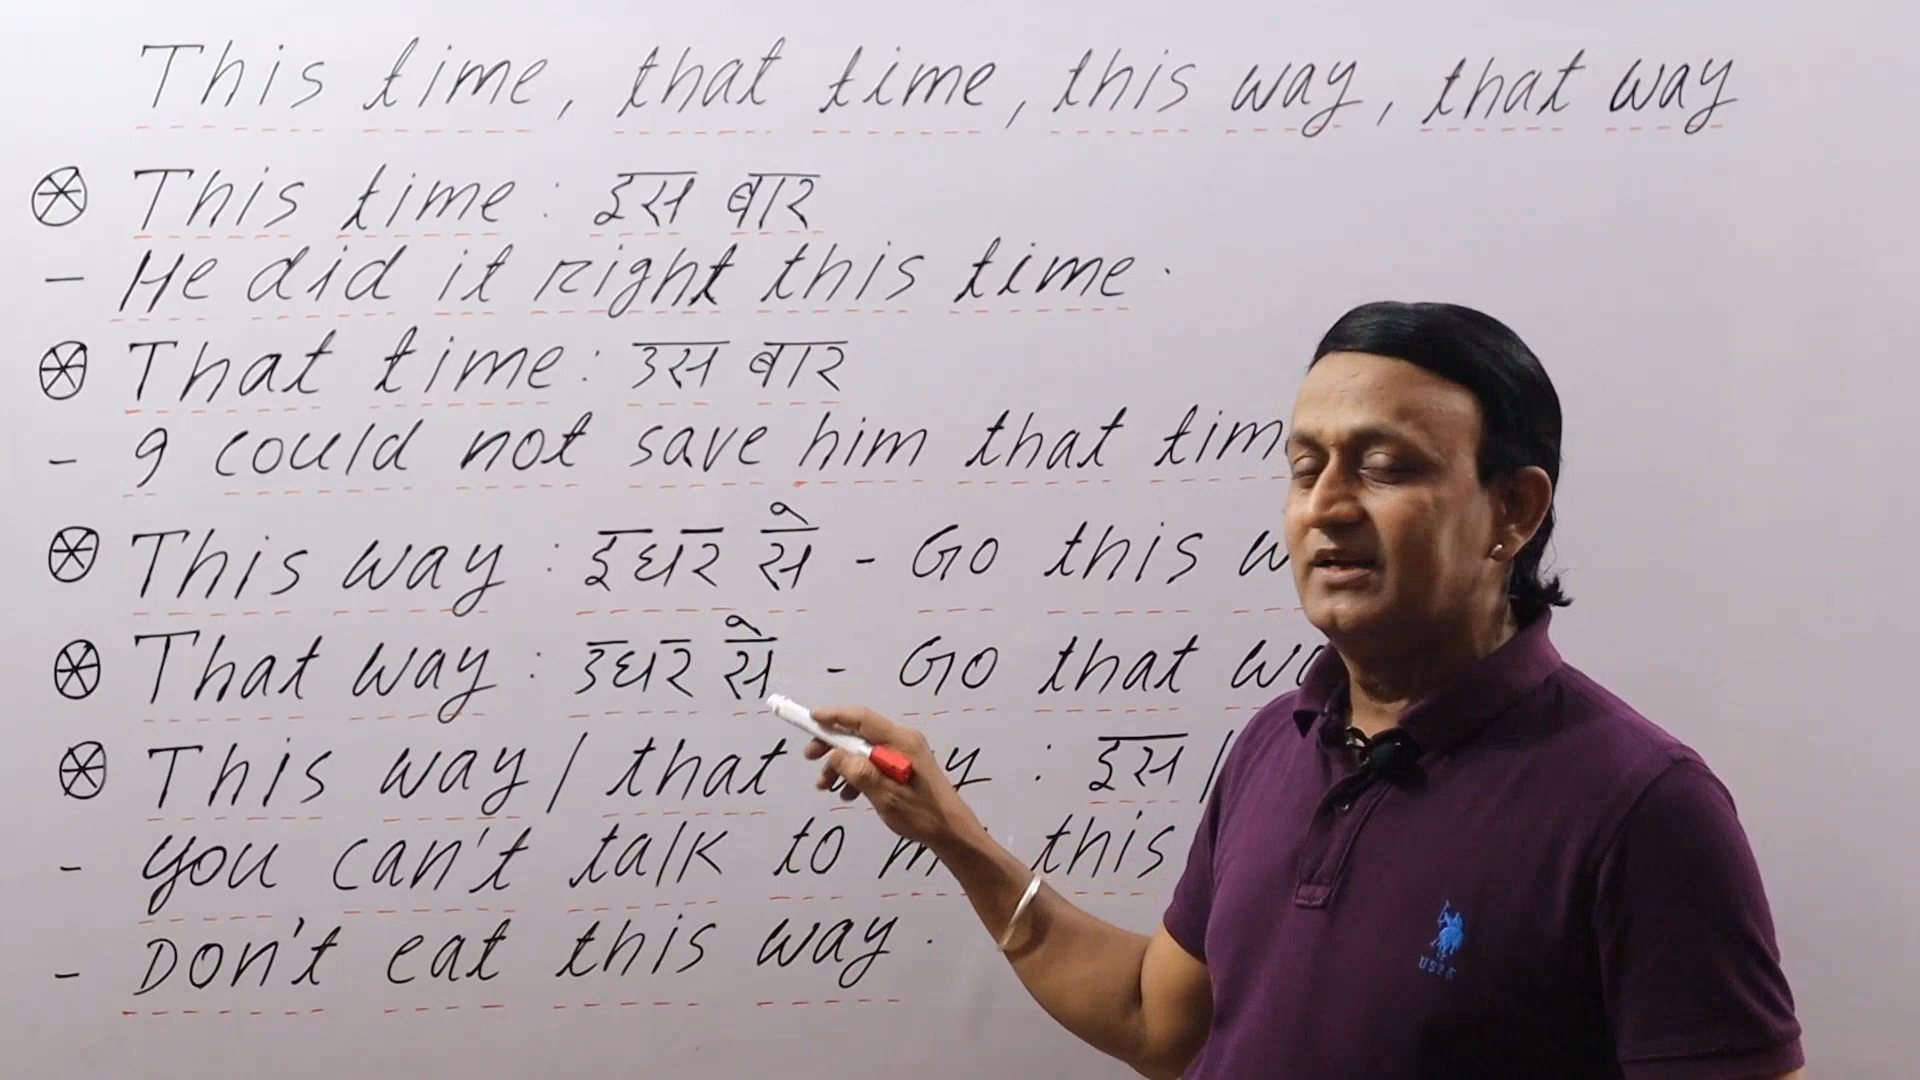 This time, that time, this way, that way
This time: इस बार
- He did it right this time.
That time: उस बार
- I could not save him that
This way: इधर से - Go this
That way: उधर से - Go that
This way / that : इस /
- You can't talk to this
- Don't eat this way.
USPA